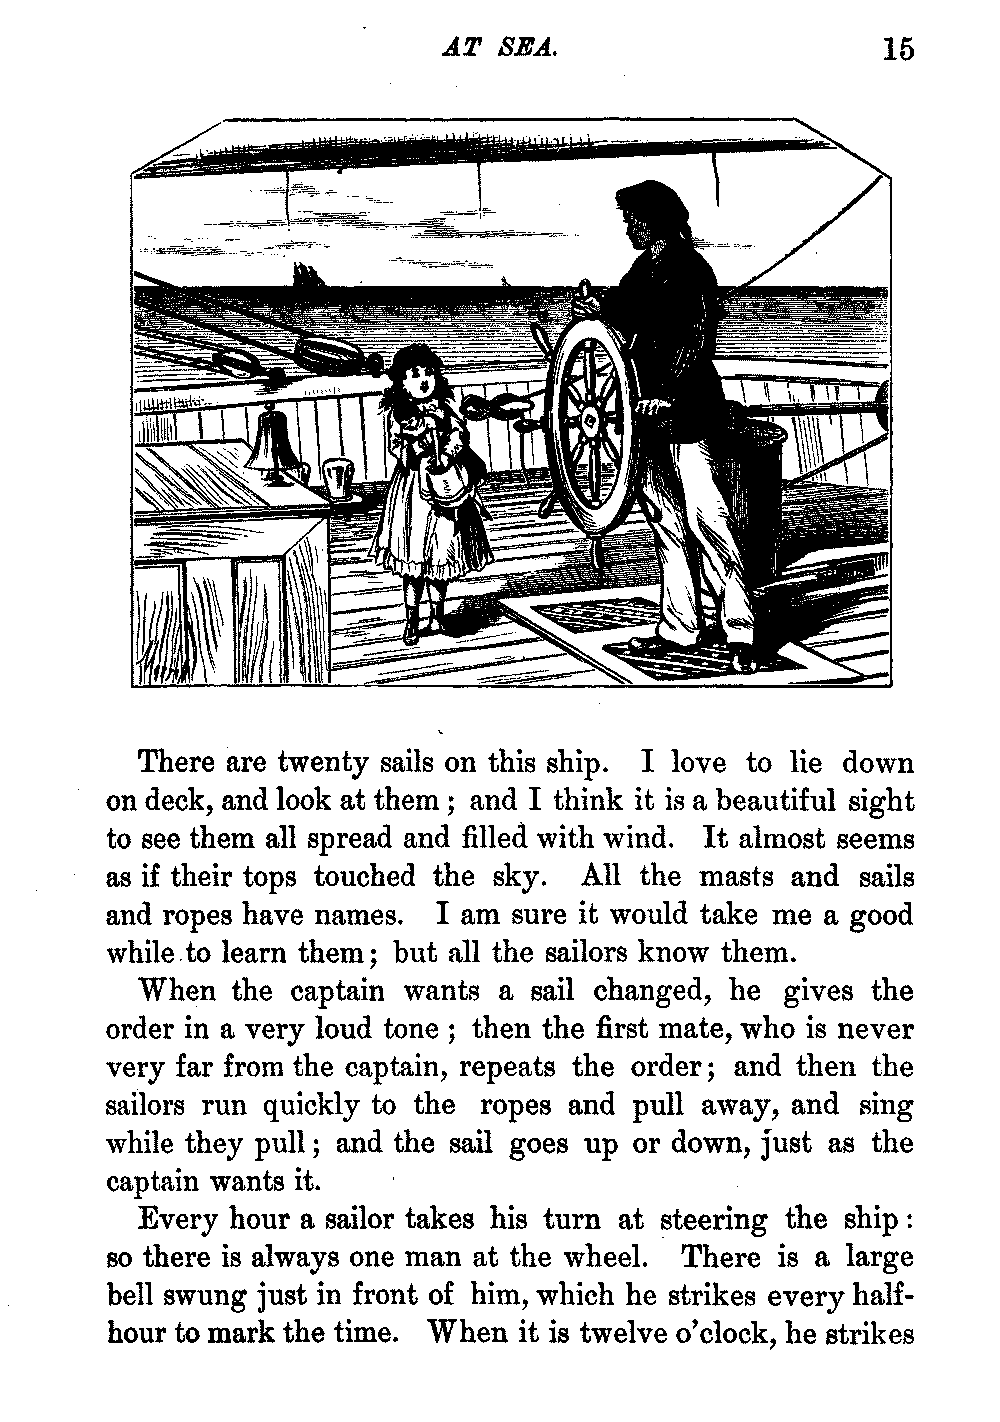 AT SEA. 15
There are twenty sails on this ship. I love to lie down
on deck, and look at them ; and I think it is a beautiful sight
to see them all spread and filled with wind. It almost seems
as if their tops touched the sky. All the masts and sails
and ropes have names. I am sure it would take me a good
while to learn them ; but all the sailors know them.
When the captain wants a sail changed, he gives the
order in a very loud tone ; then the first mate, who is never
very far from the captain, repeats the order ; and then the
sailors run quickly to the ropes and pull away, and sing
while they pull ; and the sail goes up or down, just as the
captain wants it.
Every hour a sailor takes his turn at steering the ship :
so there is always one man at the wheel. There is a large
bell swung just in front of him, which he strikes every half-
hour to mark the time. When it is twelve o'clock, he strikes